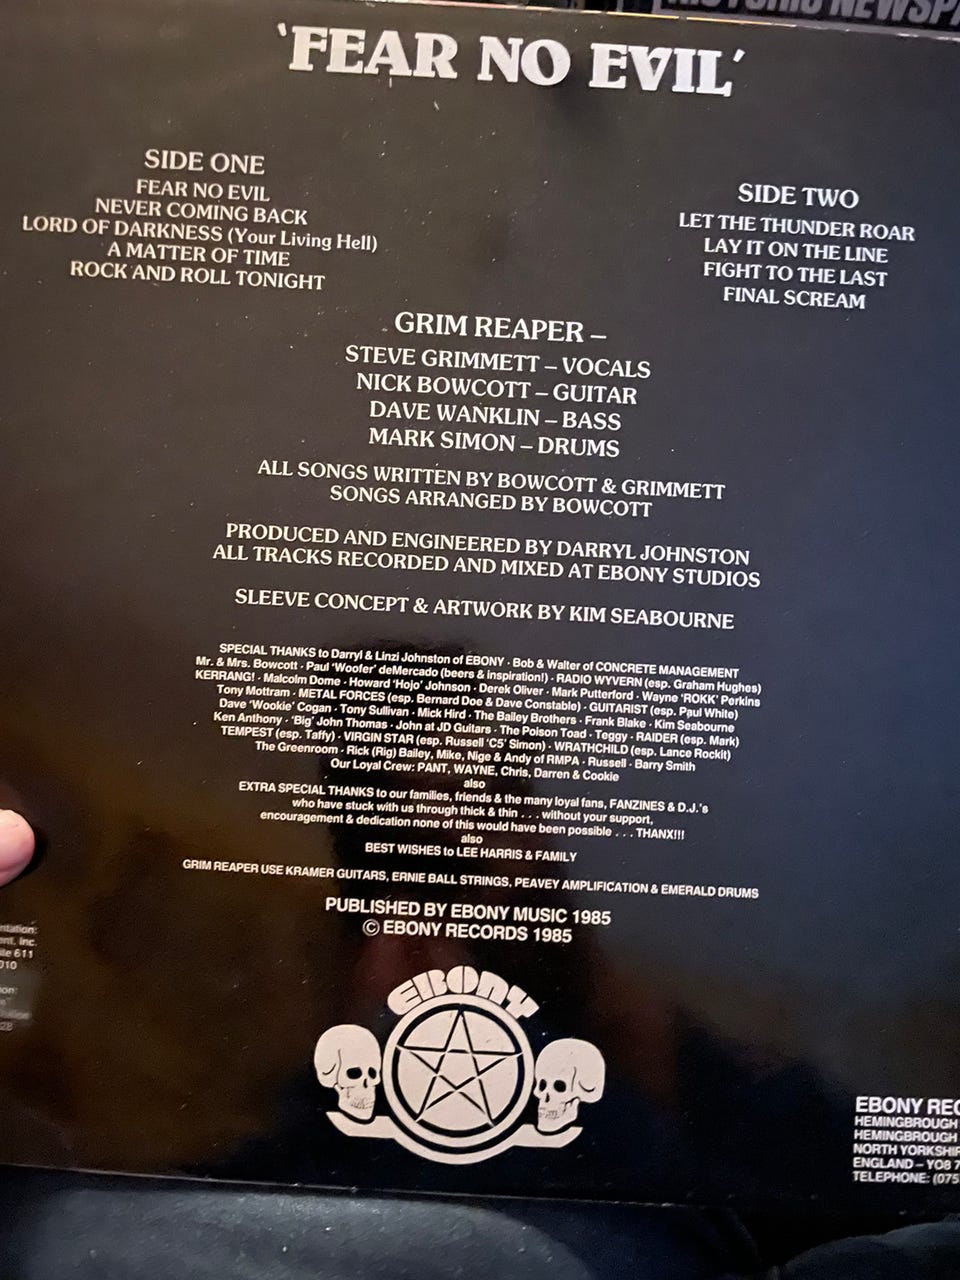 'FEAR NO EVIL'
SIDE ONE
FEAR NO EVIL
NEVER COMING BACK
LORD OF DARKNESS (Your Living Hell)
A MATTER OF TIME
ROCK AND ROLL TONIGHT
SIDE TWO
LET THE THUNDER ROAR
LAY IT ON THE LINE
FIGHT TO THE LAST
FINAL SCREAM
GRIM REAPER –
STEVE GRIMMETT – VOCALS
NICK BOWCOTT – GUITAR
DAVE WANKLIN – BASS
MARK SIMON – DRUMS
ALL SONGS WRITTEN BY BOWCOTT & GRIMMETT
SONGS ARRANGED BY BOWCOTT
PRODUCED AND ENGINEERED BY DARRYL JOHNSTON
ALL TRACKS RECORDED AND MIXED AT EBONY STUDIOS
SLEEVE CONCEPT & ARTWORK BY KIM SEABOURNE
SPECIAL THANKS to Darryl & Linzi Johnston of EBONY · Bob & Walter of CONCRETE MANAGEMENT
Mr. & Mrs. Bowcott · Paul 'Woofer' deMercado (beers & inspiration!) · RADIO WYVERN (esp. Graham Hughes)
KERRANG! · Malcolm Dome · Howard 'Hojo' Johnson · Derek Oliver · Mark Putterford · Wayne 'ROKK' Perkins
Tony Mottram · METAL FORCES (esp. Bernard Doe & Dave Constable) · GUITARIST (esp. Paul White)
Dave 'Wookie' Cogan · Tony Sullivan · Mick Hird · The Bailey Brothers · Frank Blake · Kim Seabourne
Ken Anthony · 'Big' John Thomas · John at JD Guitars · The Poison Toad · Teggy · RAIDER (esp. Mark)
TEMPEST (esp. Taffy) · VIRGIN STAR (esp. Russell 'C5' Simon) · WRATHCHILD (esp. Lance Rockit)
The Greenroom · Rick (Rig) Bailey, Mike, Nige & Andy of RMPA · Russell · Barry Smith
Our Loyal Crew: PANT, WAYNE, Chris, Darren & Cookie
also
EXTRA SPECIAL THANKS to our families, friends & the many loyal fans, FANZINES & D.J.'s
who have stuck with us through thick & thin . . . without your support,
encouragement & dedication none of this would have been possible . . . THANX!!!
also
BEST WISHES to LEE HARRIS & FAMILY
GRIM REAPER USE KRAMER GUITARS, ERNIE BALL STRINGS, PEAVEY AMPLIFICATION & EMERALD DRUMS
PUBLISHED BY EBONY MUSIC 1985
© EBONY RECORDS 1985
EBONY
ntation:
ent, Inc.
ite 611
010
on:
EBONY REC
HEMINGBROUGH
HEMINGBROUGH
NORTH YORKSHIR
ENGLAND – YO8 7
TELEPHONE: (075